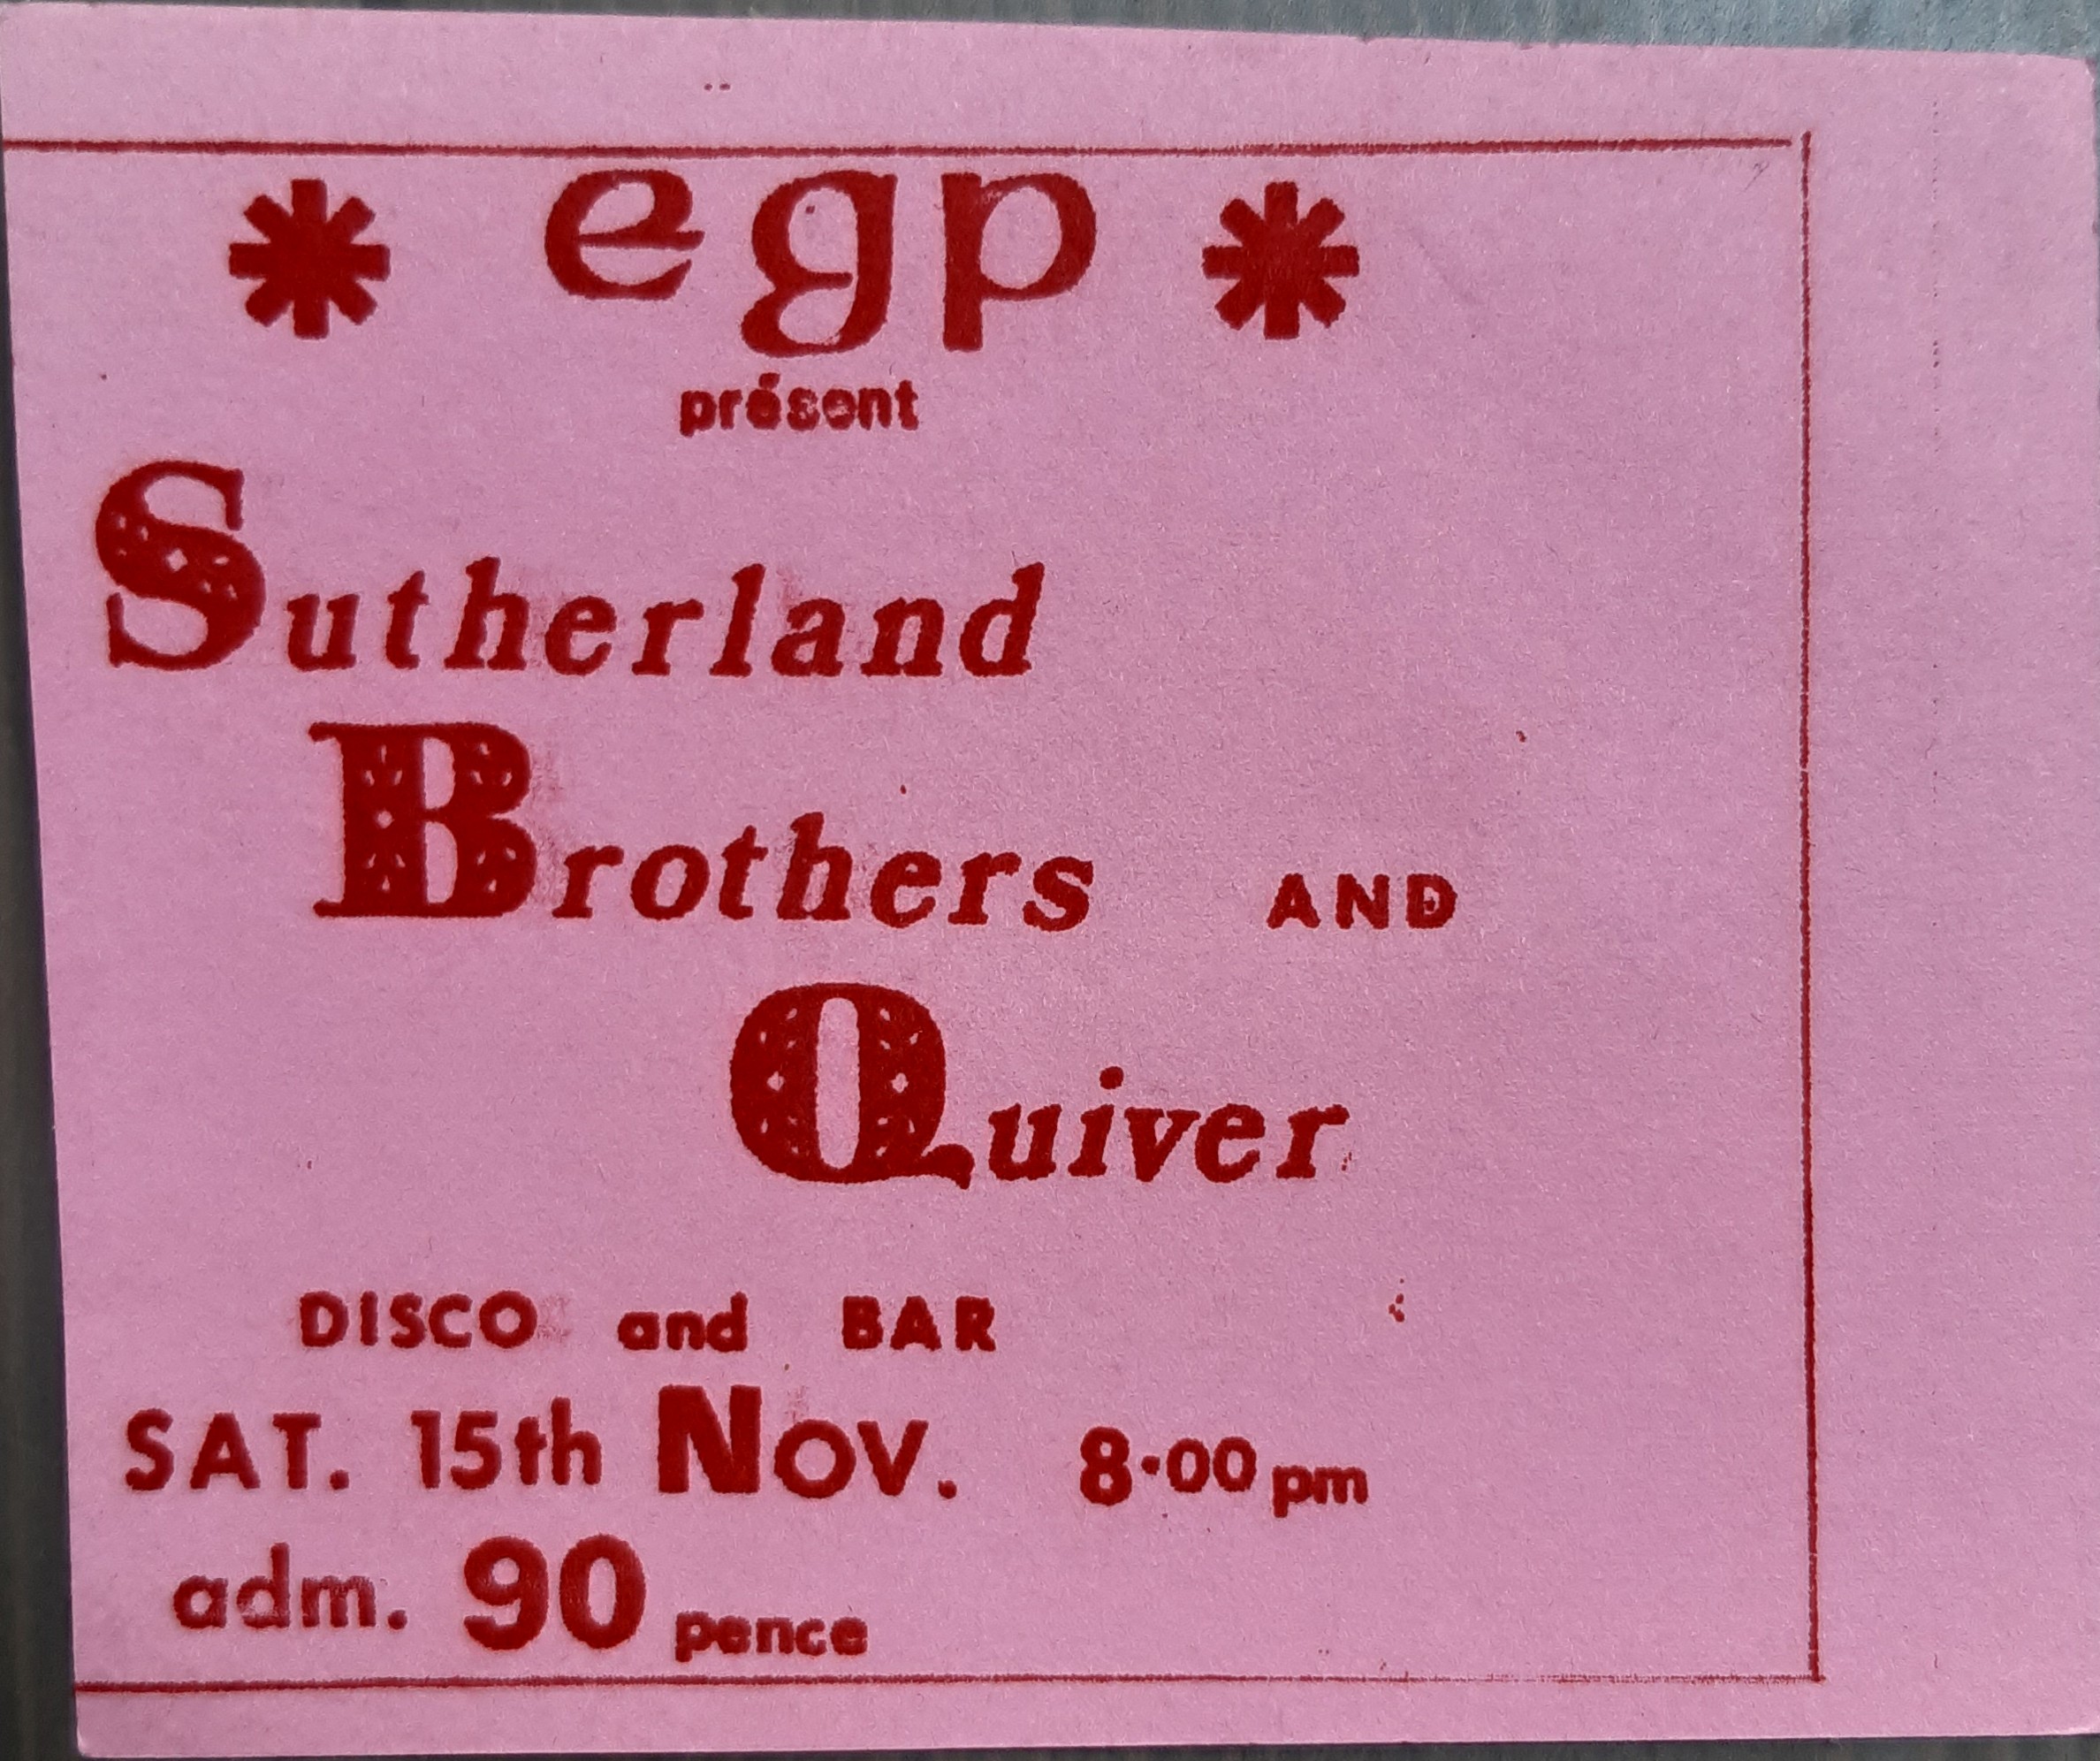 * egp *
présent
Sutherland
Brothers AND
Quiver
DISCO and BAR
SAT. 15th Nov. 8·00 pm
adm. 90 pence